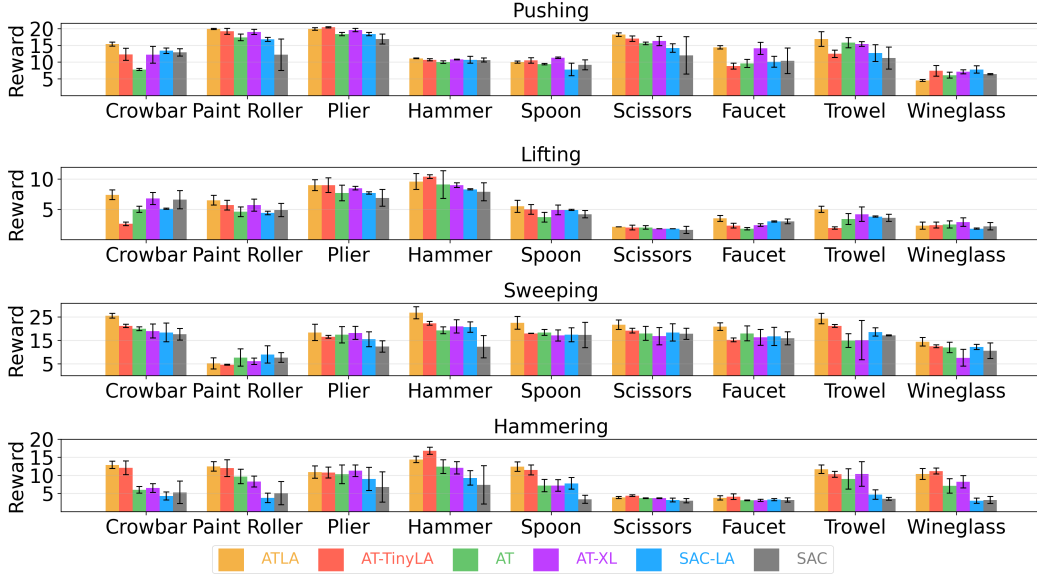 Pushing
Reward
20
15
10
5
Crowbar Paint Roller Plier Hammer Spoon Scissors Faucet Trowel Wineglass
Lifting
Reward
10
5
Crowbar Paint Roller Plier Hammer Spoon Scissors Faucet Trowel Wineglass
Sweeping
Reward
25
15
5
Crowbar Paint Roller Plier Hammer Spoon Scissors Faucet Trowel Wineglass
Hammering
Reward
20
15
10
5
Crowbar Paint Roller Plier Hammer Spoon Scissors Faucet Trowel Wineglass
ATLA AT-TinyLA AT AT-XL SAC-LA SAC